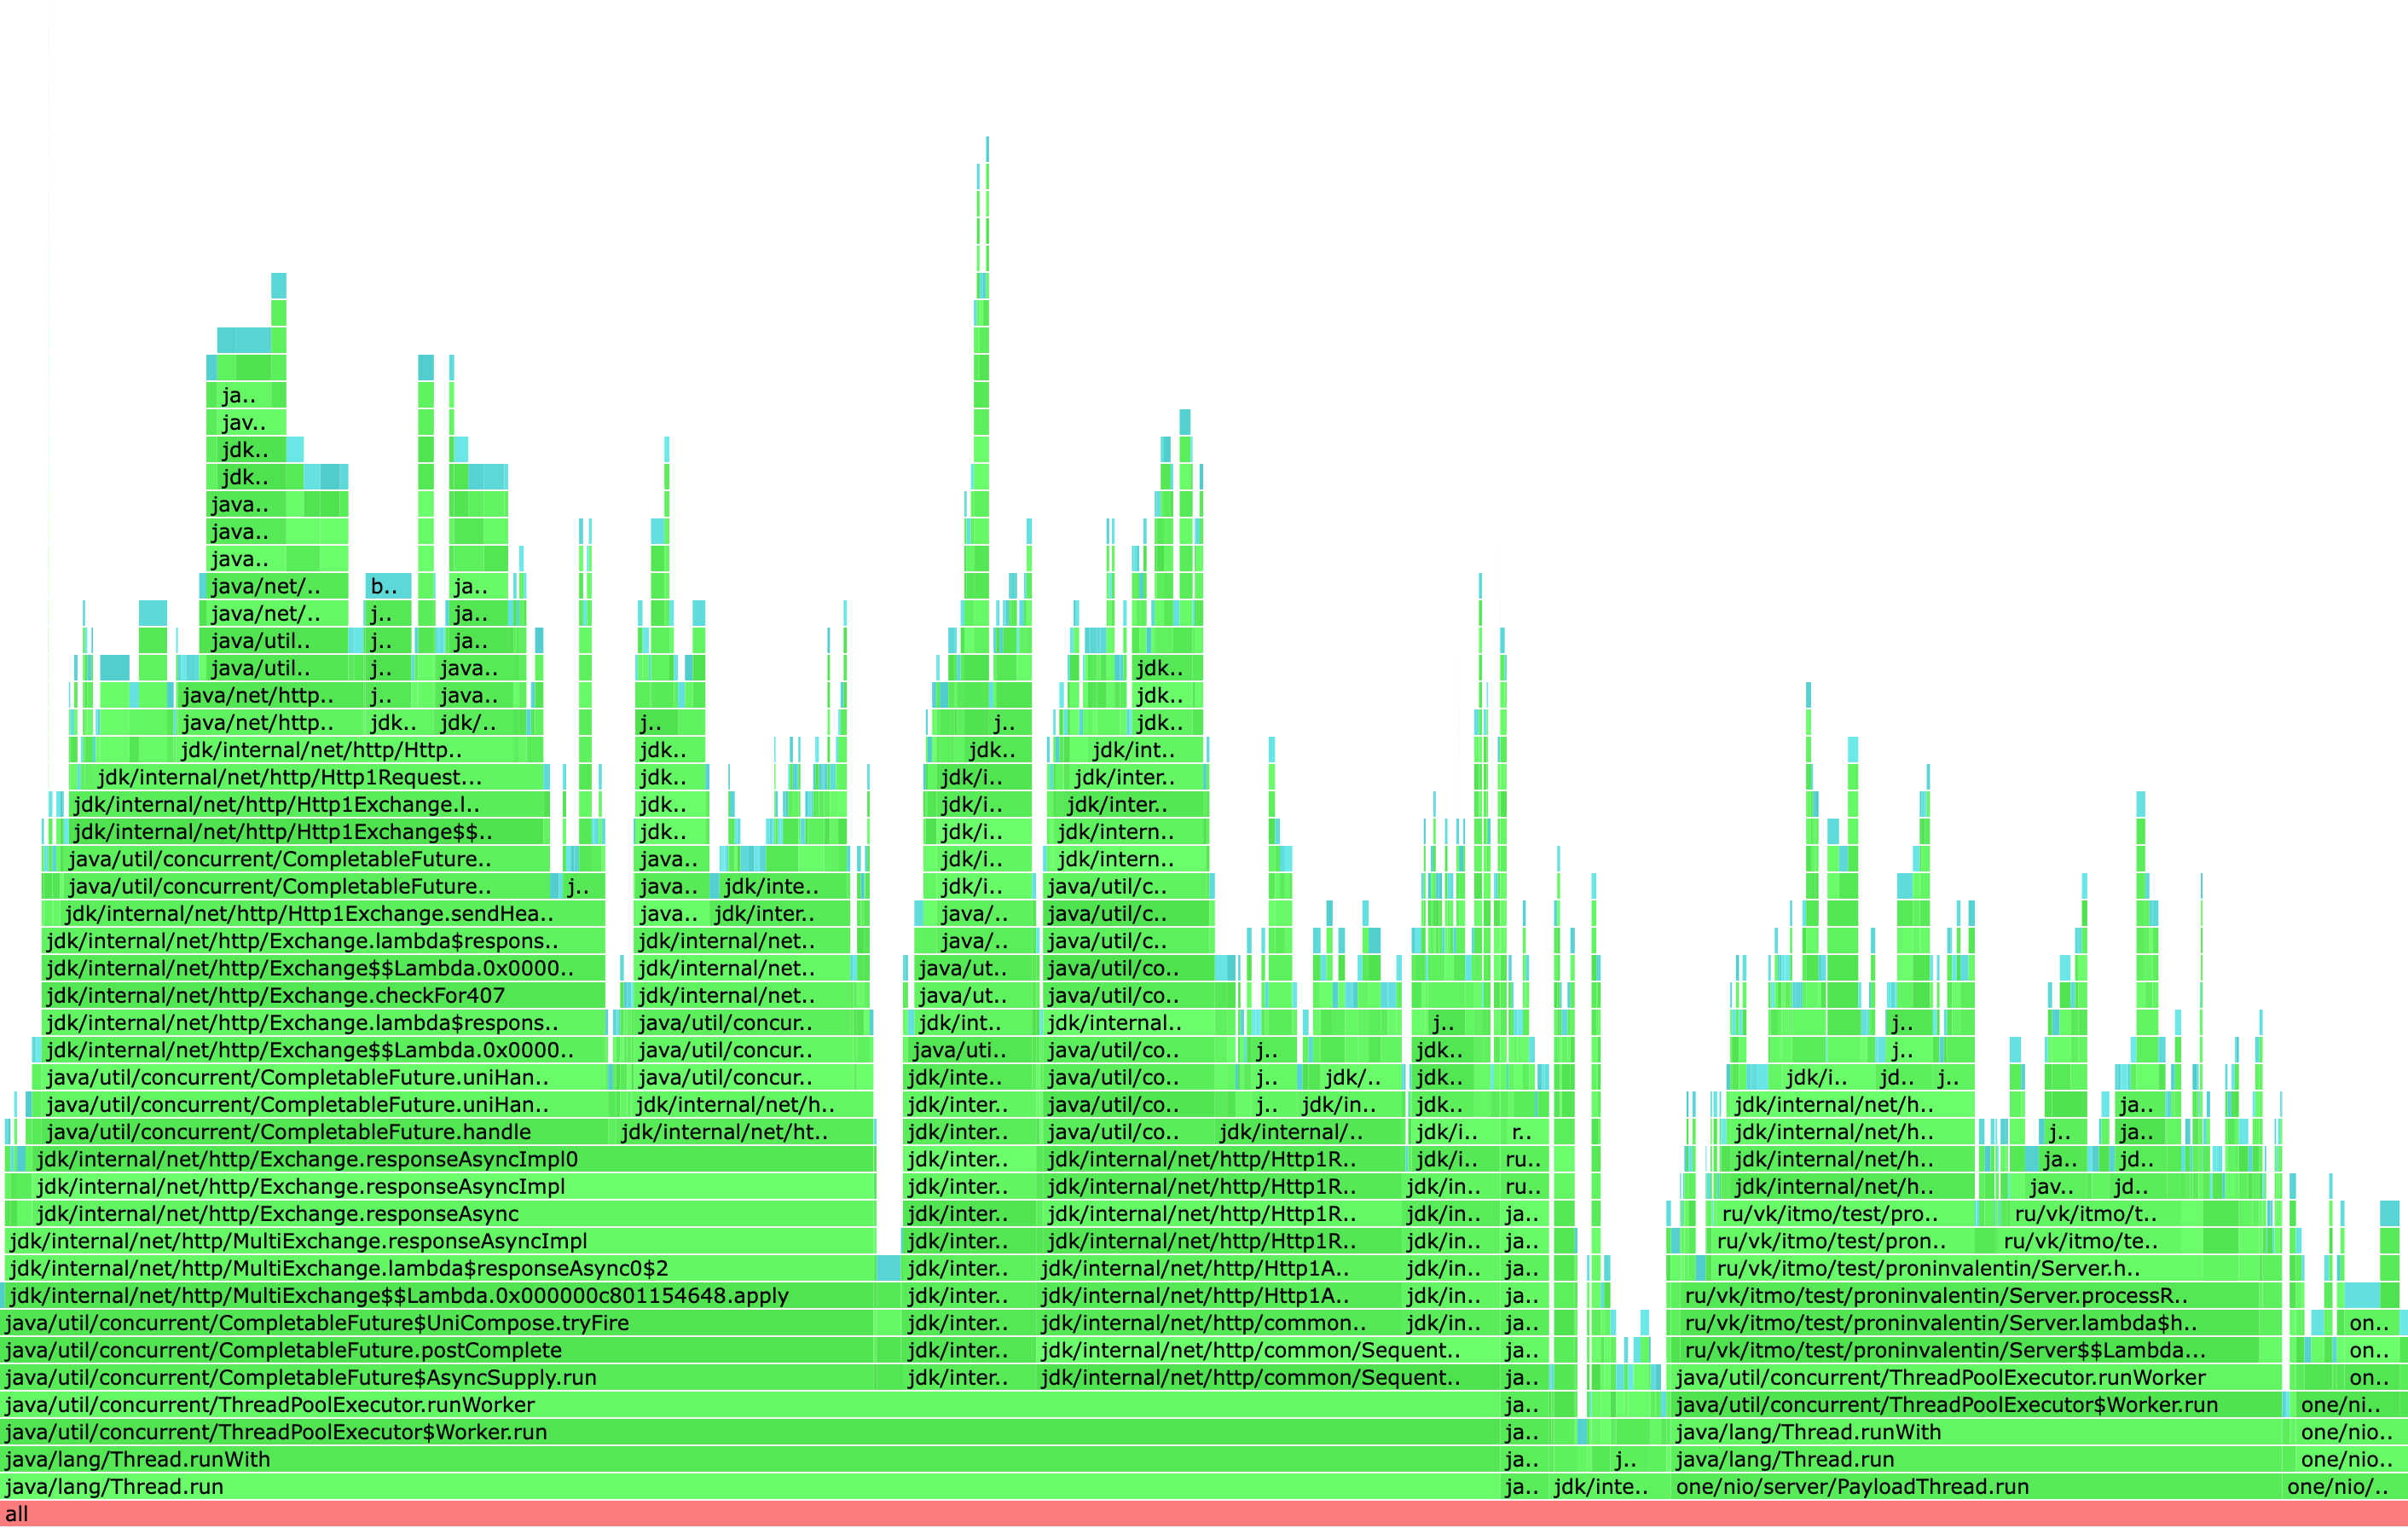 ja..
jav..
jdk..
jdk..
java..
java..
java..
java/net/.. b.. ja..
java/net/.. j.. ja..
java/util.. j.. ja..
java/util.. j.. java.. jdk..
java/net/http.. j.. java.. jdk..
java/net/http.. jdk.. jdk/.. j.. j.. jdk..
jdk/internal/net/http/Http.. jdk.. jdk.. jdk/int..
jdk/internal/net/http/Http1Request... jdk.. jdk/i.. jdk/inter..
jdk/internal/net/http/Http1Exchange.l.. jdk.. jdk/i.. jdk/inter..
jdk/internal/net/http/Http1Exchange$$.. jdk.. jdk/i.. jdk/intern..
java/util/concurrent/CompletableFuture.. java.. jdk/i.. jdk/intern..
java/util/concurrent/CompletableFuture.. j.. java.. jdk/inte.. jdk/i.. java/util/c..
jdk/internal/net/http/Http1Exchange.sendHea.. java.. jdk/inter.. java/.. java/util/c..
jdk/internal/net/http/Exchange.lambda$respons.. jdk/internal/net.. java/.. java/util/c..
jdk/internal/net/http/Exchange$$Lambda.0x0000.. jdk/internal/net.. java/ut.. java/util/co..
jdk/internal/net/http/Exchange.checkFor407 jdk/internal/net.. java/ut.. java/util/co..
jdk/internal/net/http/Exchange.lambda$respons.. java/util/concur.. jdk/int.. jdk/internal.. j.. j..
jdk/internal/net/http/Exchange$$Lambda.0x0000.. java/util/concur.. java/uti.. java/util/co.. j.. jdk.. j..
java/util/concurrent/CompletableFuture.uniHan.. java/util/concur.. jdk/inte.. java/util/co.. j.. jdk/.. jdk.. jdk/i.. jd.. j..
java/util/concurrent/CompletableFuture.uniHan.. jdk/internal/net/h.. jdk/inter.. java/util/co.. j.. jdk/in.. jdk.. jdk/internal/net/h.. ja..
java/util/concurrent/CompletableFuture.handle jdk/internal/net/ht.. jdk/inter.. java/util/co.. jdk/internal/.. jdk/i.. r.. jdk/internal/net/h.. j.. ja..
jdk/internal/net/http/Exchange.responseAsyncImpl0 jdk/inter.. jdk/internal/net/http/Http1R.. jdk/i.. ru.. jdk/internal/net/h.. ja.. jd..
jdk/internal/net/http/Exchange.responseAsyncImpl jdk/inter.. jdk/internal/net/http/Http1R.. jdk/in.. ru.. jdk/internal/net/h.. jav.. jd..
jdk/internal/net/http/Exchange.responseAsync jdk/inter.. jdk/internal/net/http/Http1R.. jdk/in.. ja.. ru/vk/itmo/test/pro.. ru/vk/itmo/t..
jdk/internal/net/http/MultiExchange.responseAsyncImpl jdk/inter.. jdk/internal/net/http/Http1R.. jdk/in.. ja.. ru/vk/itmo/test/pron.. ru/vk/itmo/te..
jdk/internal/net/http/MultiExchange.lambda$responseAsync0$2 jdk/inter.. jdk/internal/net/http/Http1A.. jdk/in.. ja.. ru/vk/itmo/test/proninvalentin/Server.h..
jdk/internal/net/http/MultiExchange$$Lambda.0x000000c801154648.apply jdk/inter.. jdk/internal/net/http/Http1A.. jdk/in.. ja.. ru/vk/itmo/test/proninvalentin/Server.processR..
java/util/concurrent/CompletableFuture$UniCompose.tryFire jdk/inter.. jdk/internal/net/http/common.. jdk/in.. ja.. ru/vk/itmo/test/proninvalentin/Server.lambda$h.. on..
java/util/concurrent/CompletableFuture.postComplete jdk/inter.. jdk/internal/net/http/common/Sequent.. ja.. ru/vk/itmo/test/proninvalentin/Server$$Lambda... on..
java/util/concurrent/CompletableFuture$AsyncSupply.run jdk/inter.. jdk/internal/net/http/common/Sequent.. ja.. java/util/concurrent/ThreadPoolExecutor.runWorker on..
java/util/concurrent/ThreadPoolExecutor.runWorker ja.. java/util/concurrent/ThreadPoolExecutor$Worker.run one/ni..
java/util/concurrent/ThreadPoolExecutor$Worker.run ja.. java/lang/Thread.runWith one/nio..
java/lang/Thread.runWith ja.. j.. java/lang/Thread.run one/nio..
java/lang/Thread.run ja.. jdk/inte.. one/nio/server/PayloadThread.run one/nio/..
all